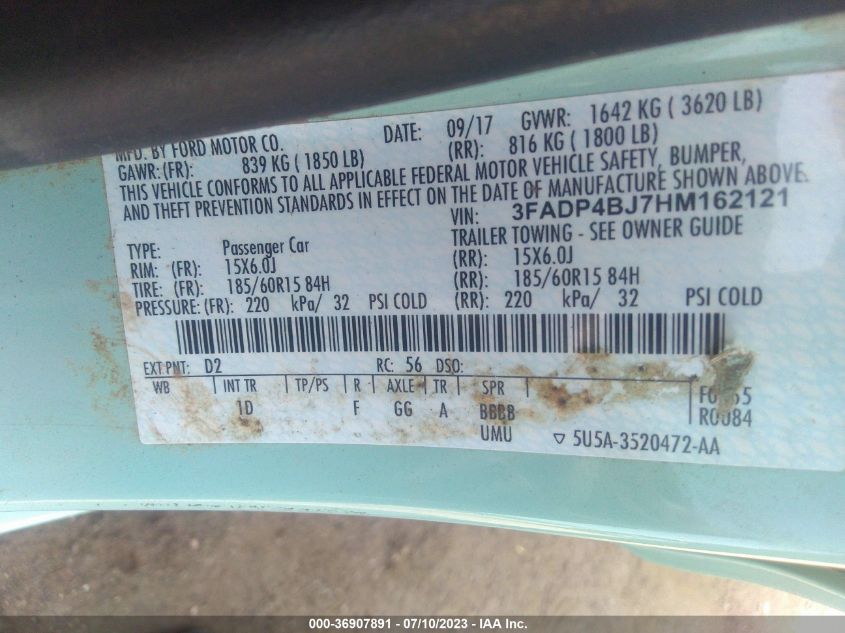 MFD. BY FORD MOTOR CO. DATE: 09/17 GVWR: 1642 KG ( 3620 LB)
GAWR: (FR): 839 KG ( 1850 LB) (RR): 816 KG ( 1800 LB)
THIS VEHICLE CONFORMS TO ALL APPLICABLE FEDERAL MOTOR VEHICLE SAFETY, BUMPER,
AND THEFT PREVENTION STANDARDS IN EFFECT ON THE DATE OF MANUFACTURE SHOWN ABOVE.
VIN: 3FADP4BJ7HM162121
TYPE: Passenger Car TRAILER TOWING - SEE OWNER GUIDE
RIM: (FR): 15X6.0J (RR): 15X6.0J
TIRE: (FR): 185/60R15 84H (RR): 185/60R15 84H
PRESSURE: (FR): 220 kPa/ 32 PSI COLD (RR): 220 kPa/ 32 PSI COLD
EXT PNT: D2 RC: 56 DSO:
WB INT TR TP/PS R AXLE TR SPR
1D F GG A BBBB
UMU
R0084
▽ 5U5A-3520472-AA
000-36907891 - 07/10/2023 - IAA Inc.